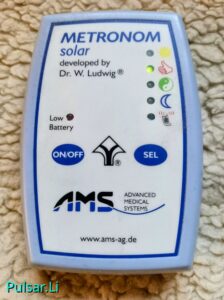 METRONOM
solar
developed by
Dr. W. Ludwig®
Low
Battery
ON/OFF
SEL
AMS
ADVANCED
MEDICAL
SYSTEMS
www.ams-ag.de
Pulsar.Li